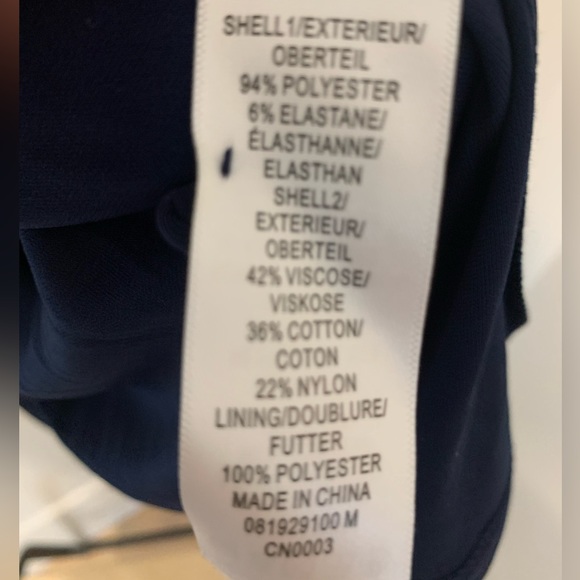 SHELL1/EXTERIEUR/
OBERTEIL
94% POLYESTER
6% ELASTANE/
ÉLASTHANNE/
ELASTHAN
SHELL2/
EXTERIEUR/
OBERTEIL
42% VISCOSE/
VISKOSE
36% COTTON/
COTON
22% NYLON
LINING/DOUBLURE/
FUTTER
100% POLYESTER
MADE IN CHINA
081929100 M
CN0003